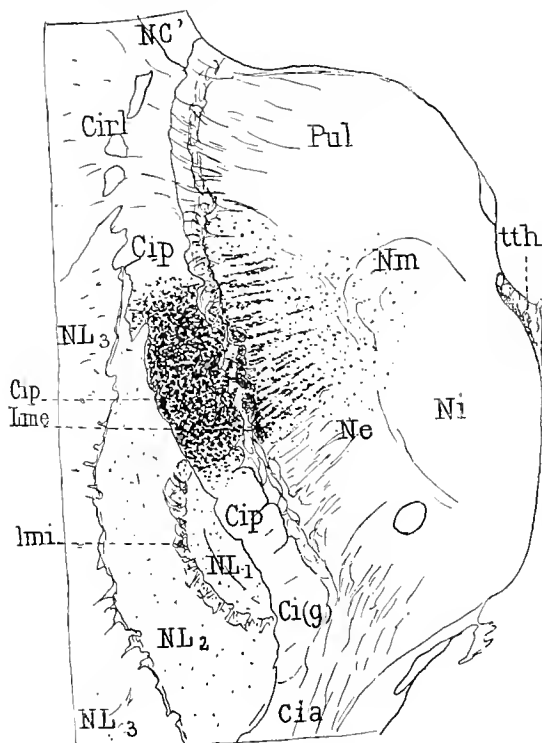 NC'
Cirl
Pul
tth
Cip
Nm
NL3
Cip
Lme
Ni
Ne
Cip
lmi
NL1
Ci(g)
NL2
NL3
Cia